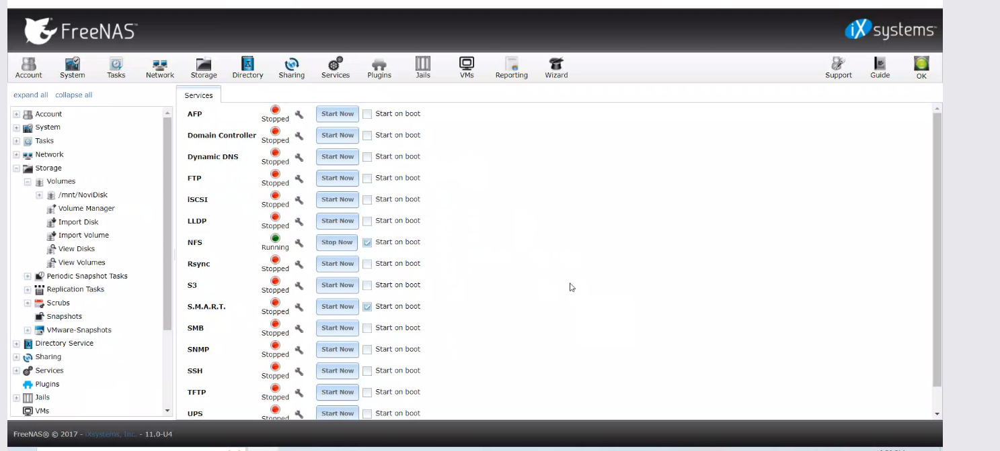 FreeNAS™
iXsystems™
Account System Tasks Network Storage Directory Sharing Services Plugins Jails VMs Reporting Wizard Support Guide OK
expand all collapse all
Services
Account
System
Tasks
Network
Storage
Volumes
/mnt/NoviDisk
Volume Manager
Import Disk
Import Volume
View Disks
View Volumes
Periodic Snapshot Tasks
Replication Tasks
Scrubs
Snapshots
VMware-Snapshots
Directory Service
Sharing
Services
Plugins
Jails
VMs
AFP Stopped Start Now Start on boot
Domain Controller Stopped Start Now Start on boot
Dynamic DNS Stopped Start Now Start on boot
FTP Stopped Start Now Start on boot
iSCSI Stopped Start Now Start on boot
LLDP Stopped Start Now Start on boot
NFS Running Stop Now Start on boot
Rsync Stopped Start Now Start on boot
S3 Stopped Start Now Start on boot
S.M.A.R.T. Stopped Start Now Start on boot
SMB Stopped Start Now Start on boot
SNMP Stopped Start Now Start on boot
SSH Stopped Start Now Start on boot
TFTP Stopped Start Now Start on boot
UPS Stopped Start Now Start on boot
FreeNAS® © 2017 - iXsystems, Inc. - 11.0-U4